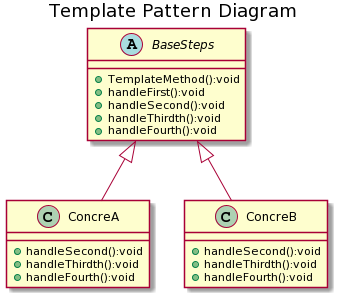 Template Pattern Diagram
A BaseSteps
TemplateMethod():void
handleFirst():void
handleSecond():void
handleThirdth():void
handleFourth():void
C ConcreA
handleSecond():void
handleThirdth():void
handleFourth():void
C ConcreB
handleSecond():void
handleThirdth():void
handleFourth():void